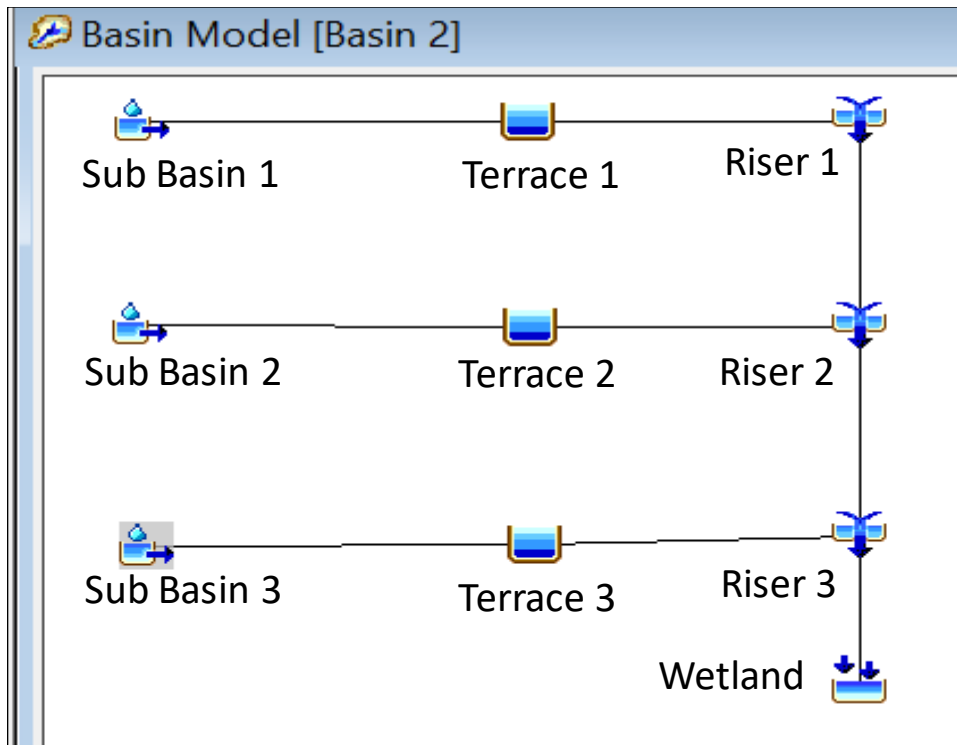 Basin Model [Basin 2]
Sub Basin 1
Terrace 1
Riser 1
Sub Basin 2
Terrace 2
Riser 2
Sub Basin 3
Terrace 3
Riser 3
Wetland